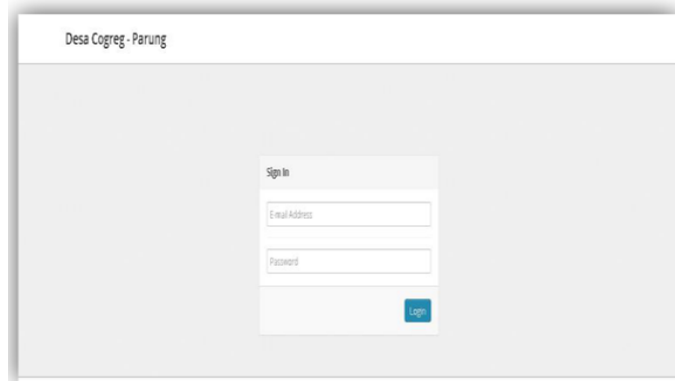 Desa Cogreg - Parung
Sign In
E-mail Address
Password
Login